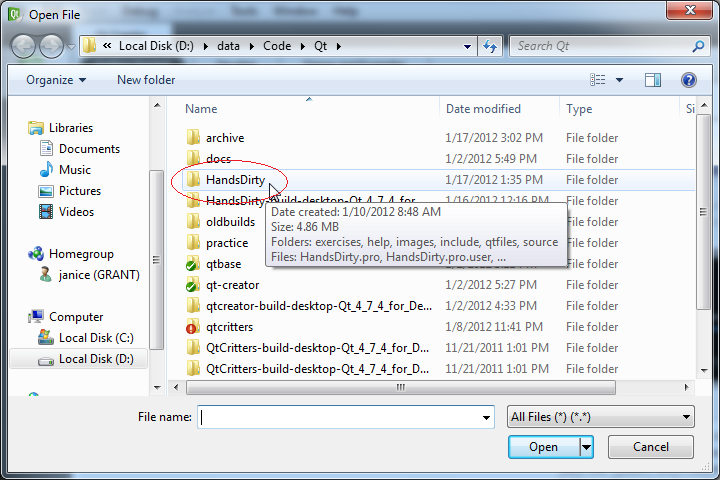 Open File
« Local Disk (D:) ▸ data ▸ Code ▸ Qt ▸
Search Qt
Organize
New folder
Name
Date modified
Type
Si
Libraries
Documents
Music
Pictures
Videos
Homegroup
janice (GRANT)
Computer
Local Disk (C:)
Local Disk (D:)
archive 1/17/2012 3:02 PM File folder
docs 1/2/2012 5:49 PM File folder
HandsDirty 1/17/2012 1:35 PM File folder
HandsDirty-build-desktop-Qt_4_7_4_for_ 1/16/2012 12:16 PM File folder
oldbuilds File folder
practice File folder
qtbase File folder
qt-creator 1/2/2012 5:27 PM File folder
qtcreator-build-desktop-Qt_4_7_4_for_De... 1/2/2012 4:33 PM File folder
qtcritters 1/8/2012 11:41 PM File folder
QtCritters-build-desktop-Qt_4_7_4_for_D... 11/21/2011 1:01 PM File folder
QtCritters-build-desktop-Qt_4_7_4_for_D... 11/21/2011 1:01 PM File folder
Date created: 1/10/2012 8:48 AM
Size: 4.86 MB
Folders: exercises, help, images, include, qtfiles, source
Files: HandsDirty.pro, HandsDirty.pro.user, ...
File name:
All Files (*) (*.*)
Open
Cancel